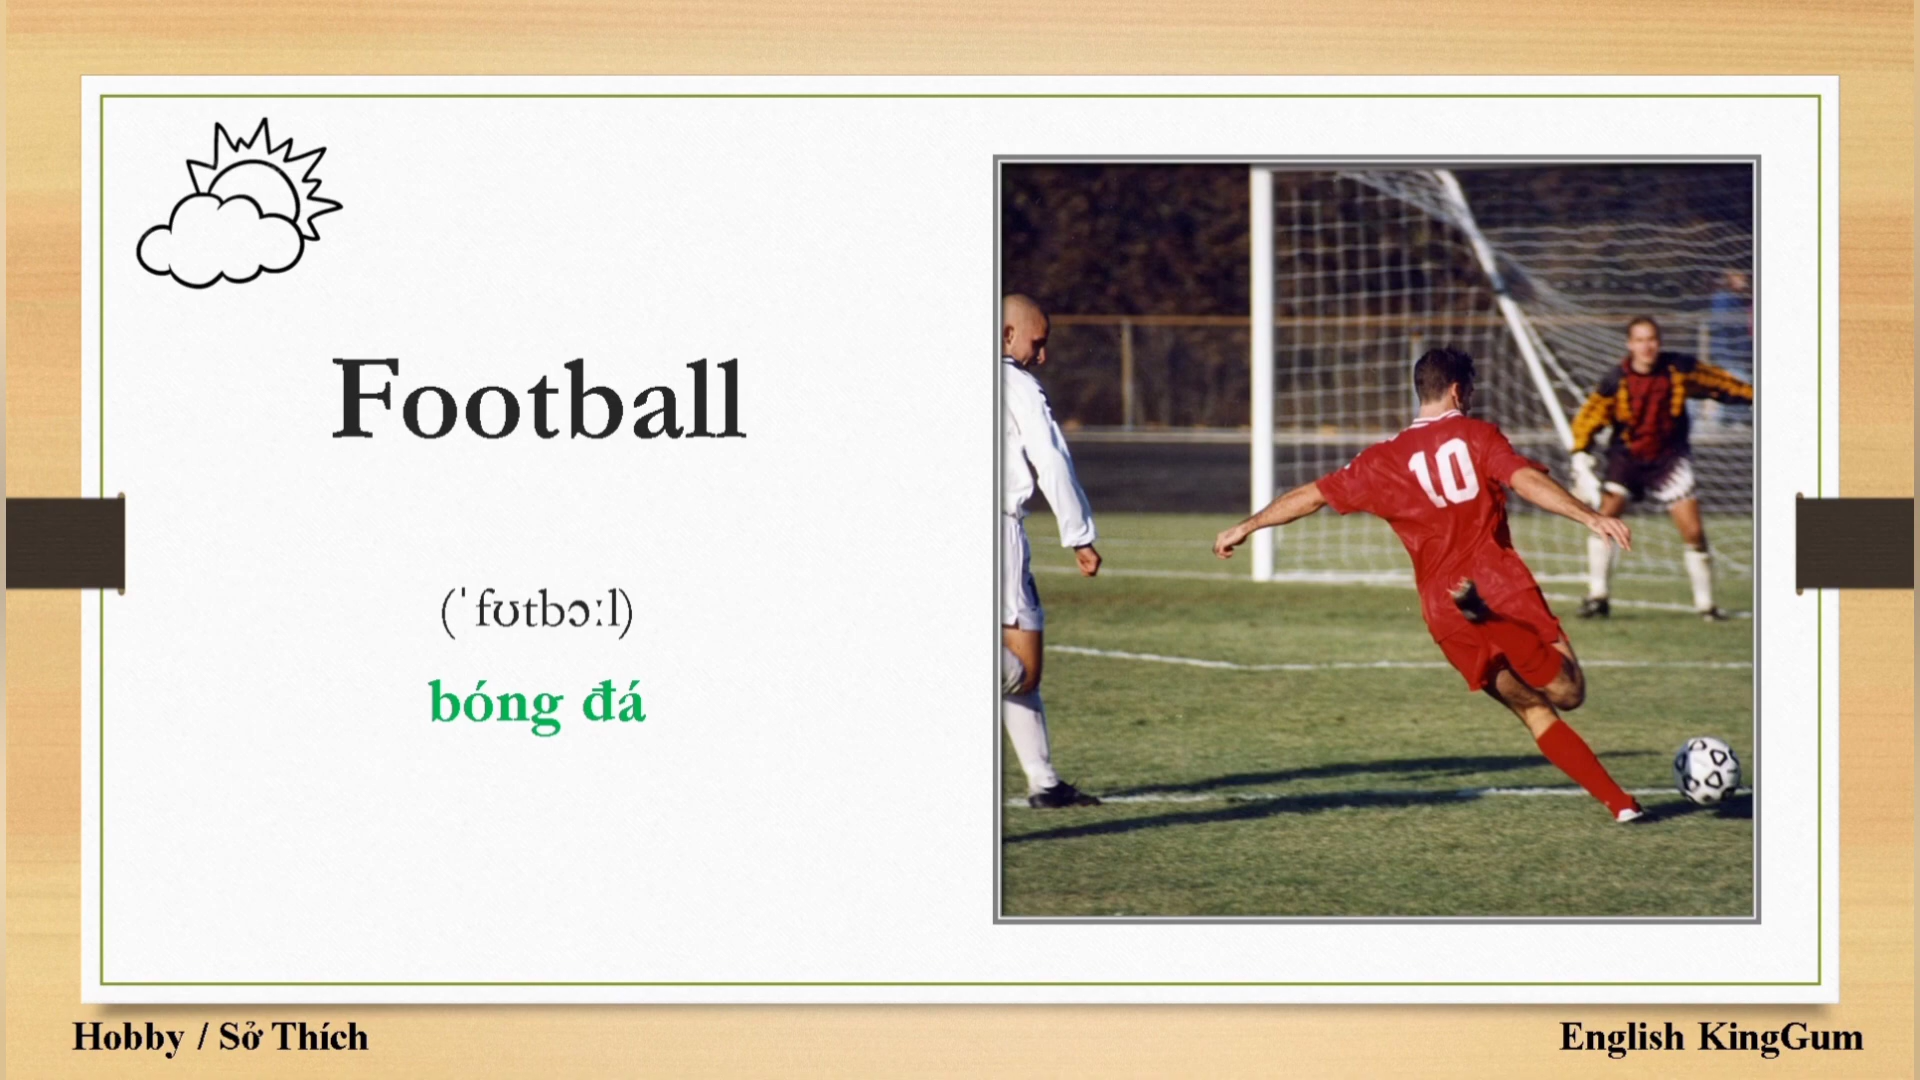 Football
(ˈfʊtbɔːl)
bóng đá
10
Hobby / Sở Thích
English KingGum